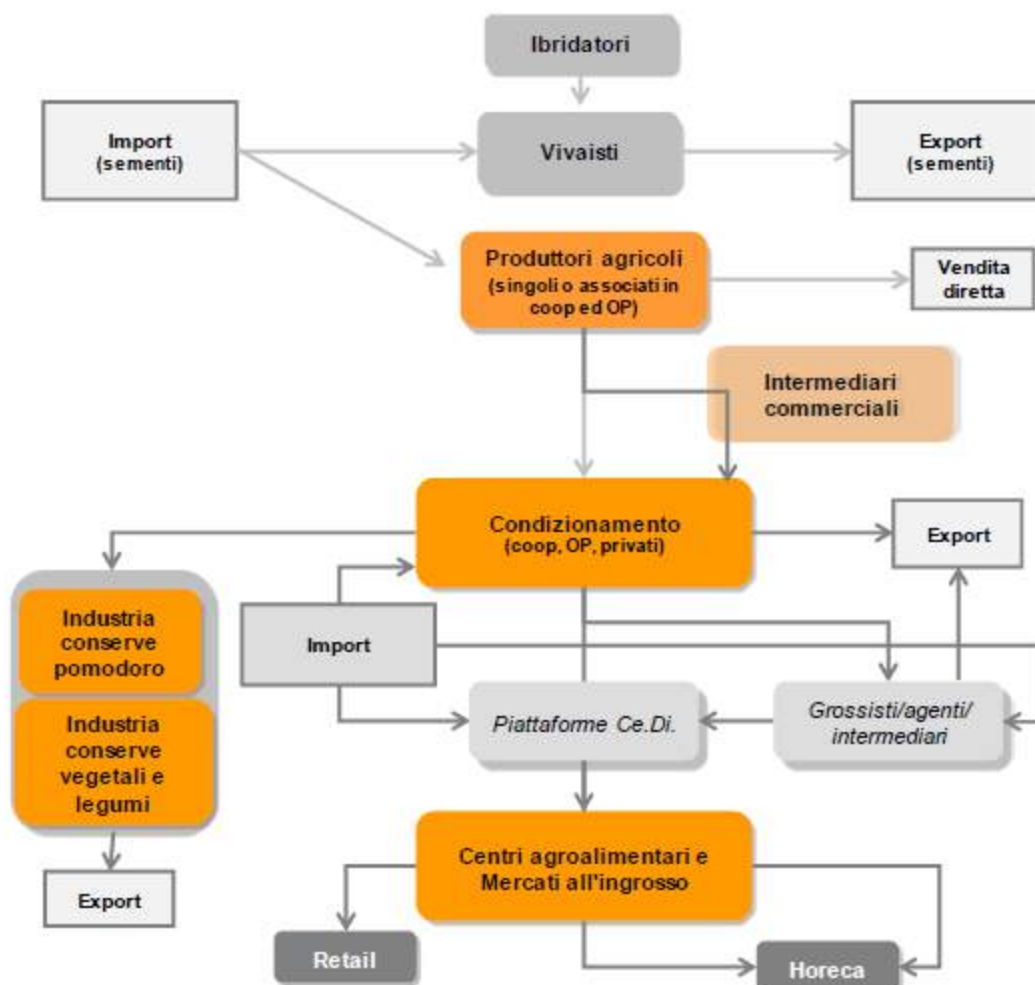 Ibridatori
Import
(sementi)
Vivaisti
Export
(sementi)
Produttori agricoli
(singoli o associati in
coop ed OP)
Vendita
diretta
Intermediari
commerciali
Condizionamento
(coop, OP, privati)
Export
Industria
conserve
pomodoro
Import
Industria
conserve
vegetali e
legumi
Piattaforme Ce.Di.
Grossisti/agenti/
intermediari
Centri agroalimentari e
Mercati all'ingrosso
Export
Retail
Horeca